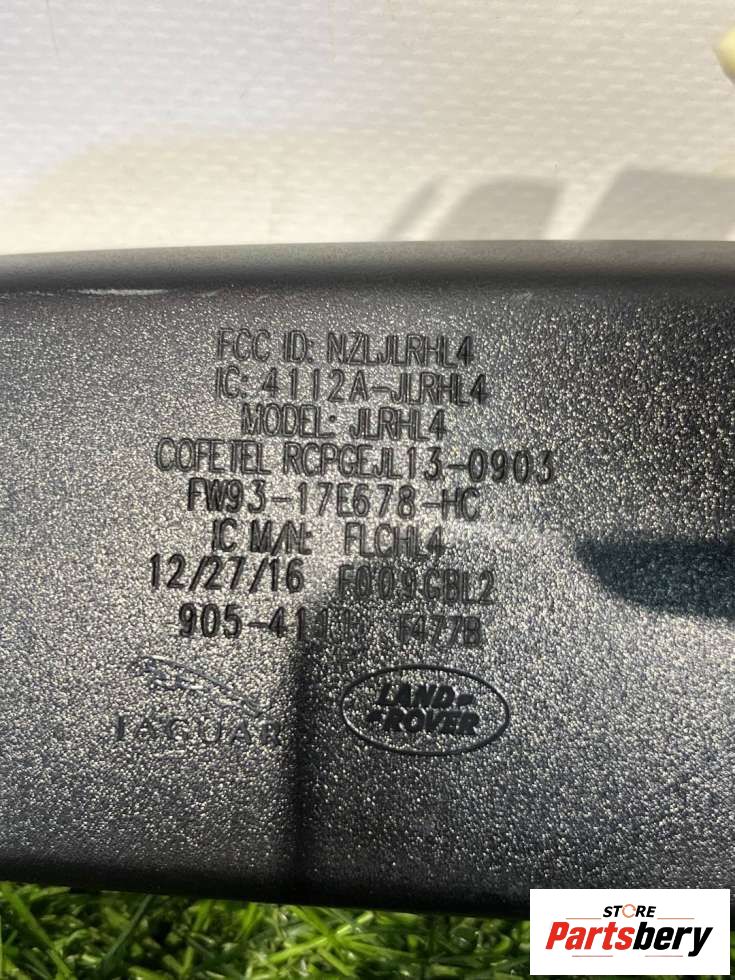 FCC ID: NZLJLRHL4
IC: 4112A-JLRHL4
MODEL: JLRHL4
COFETEL RCPGEJL13-0903
FW93-17E678-HC
IC M/N: FLCHL4
12/27/16 F009GBL2
F477B
JAGUAR
LAND
ROVER
STORE
Partsbery